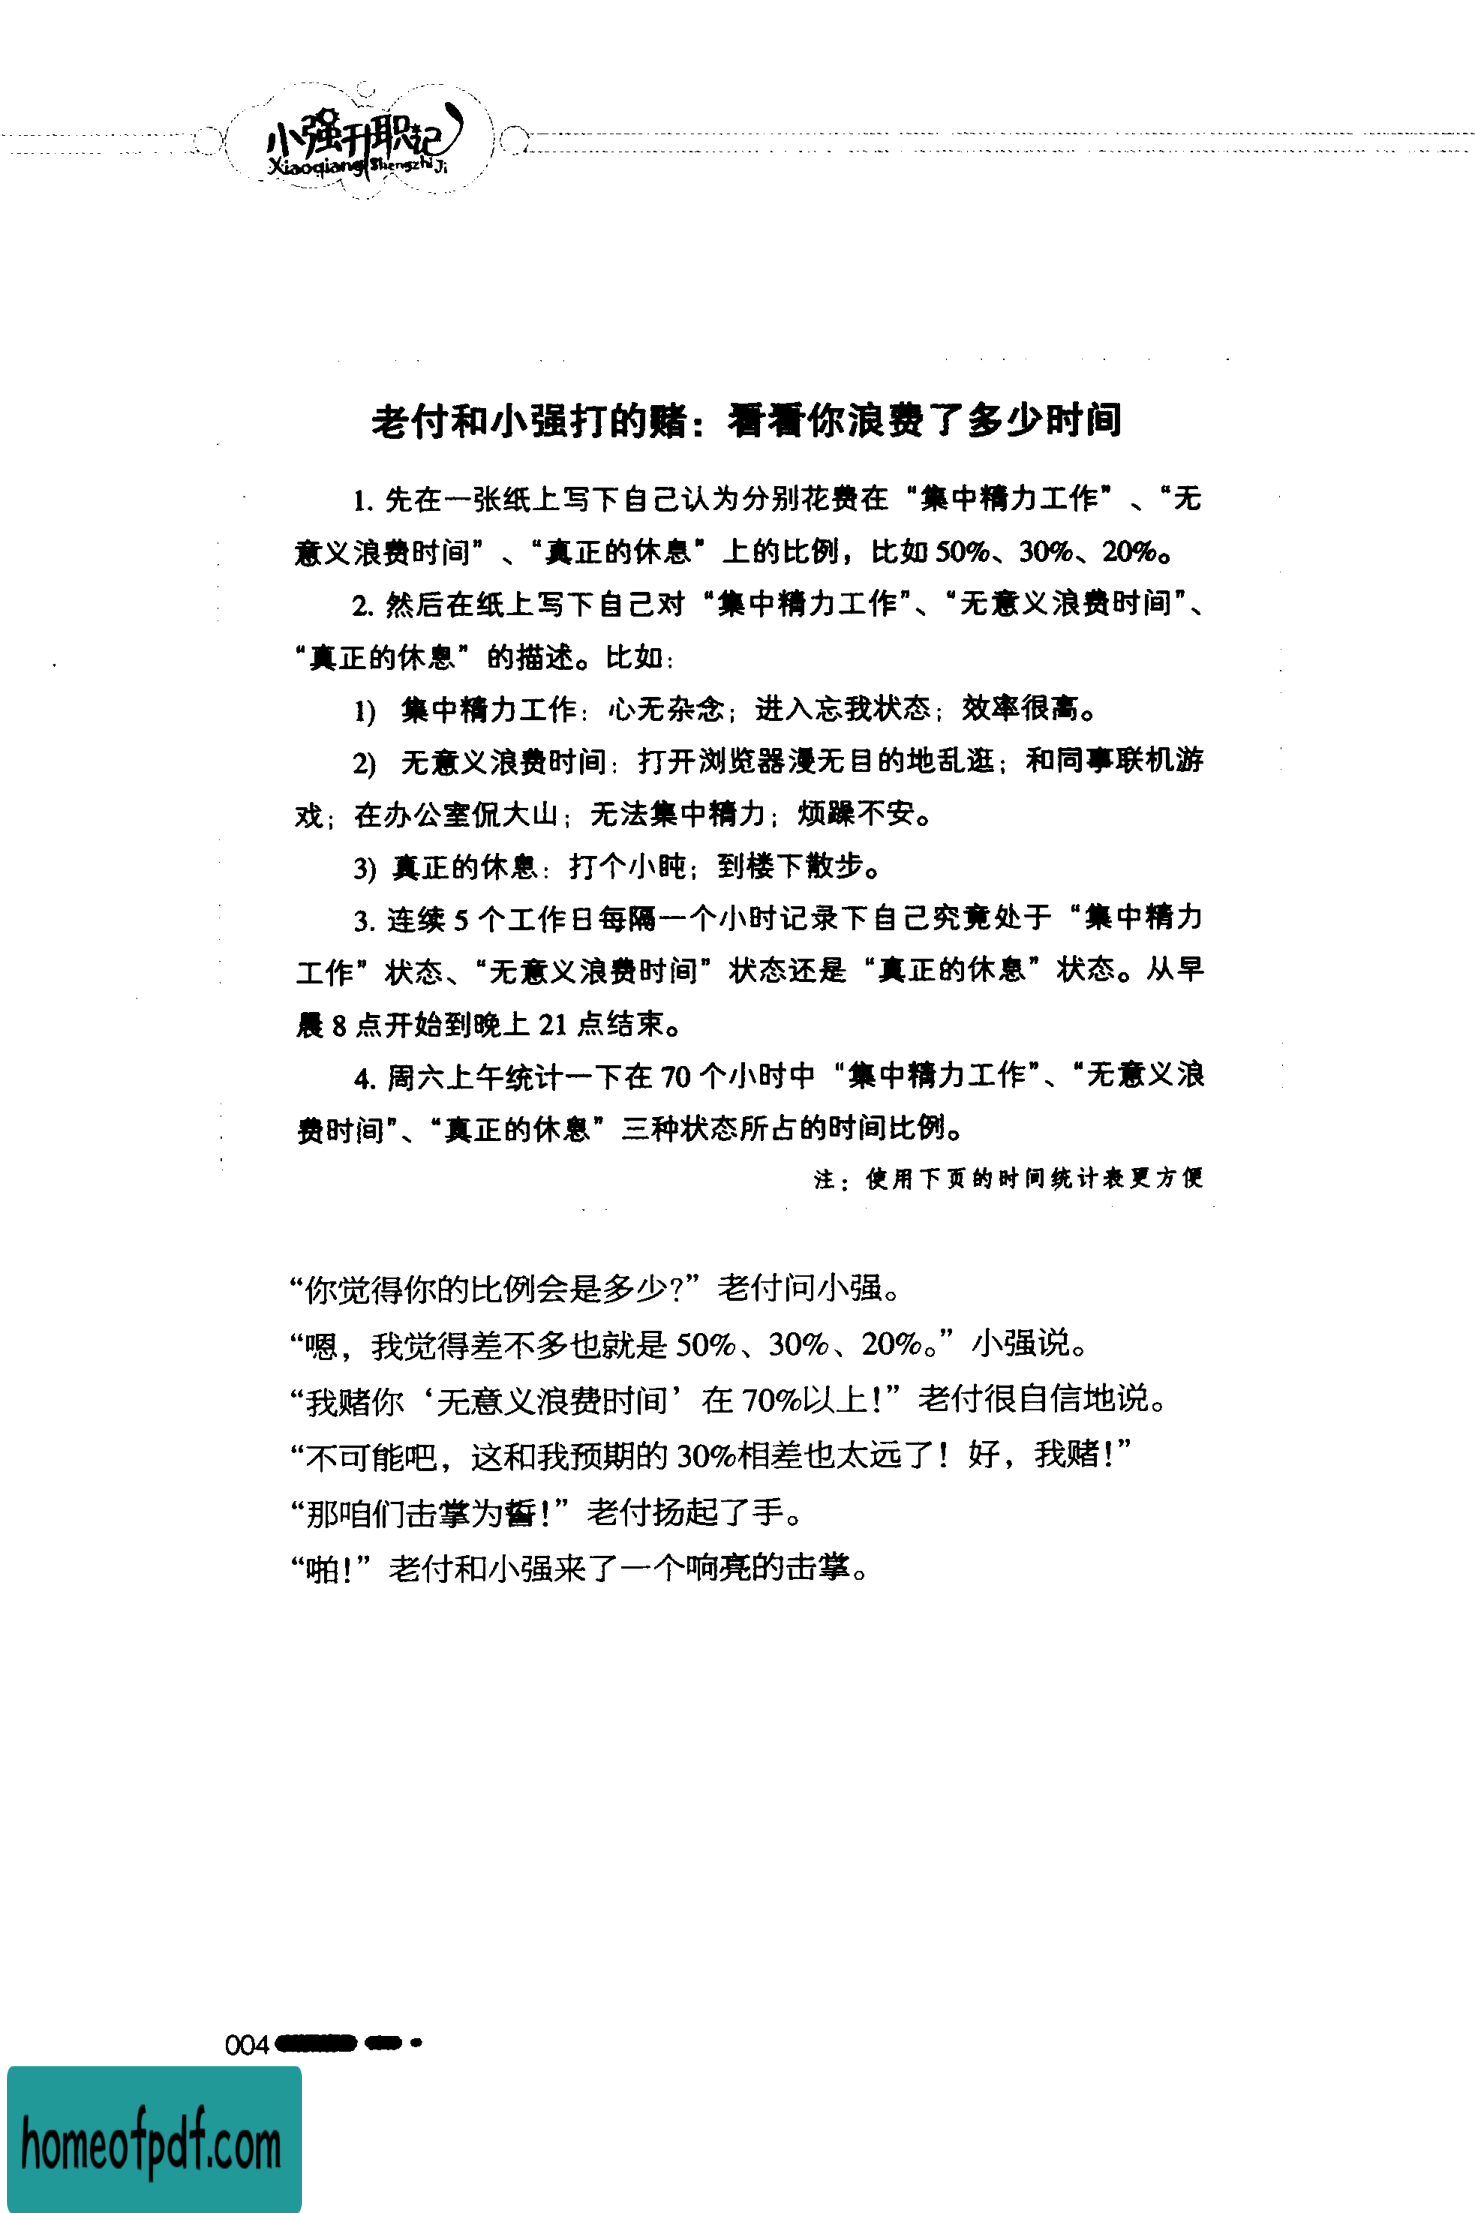 小强升职记
Xiaoqiang Shengzhi Ji
老付和小强打的赌：看看你浪费了多少时间
1. 先在一张纸上写下自己认为分别花费在“集中精力工作”、“无
意义浪费时间”、“真正的休息”上的比例，比如 50%、30%、20%。
2. 然后在纸上写下自己对“集中精力工作”、“无意义浪费时间”、
“真正的休息”的描述。比如：
1) 集中精力工作：心无杂念；进入忘我状态；效率很高。
2) 无意义浪费时间：打开浏览器漫无目的地乱逛；和同事联机游
戏；在办公室侃大山；无法集中精力；烦躁不安。
3) 真正的休息：打个小盹；到楼下散步。
3. 连续 5 个工作日每隔一个小时记录下自己究竟处于“集中精力
工作”状态、“无意义浪费时间”状态还是“真正的休息”状态。从早
晨 8 点开始到晚上 21 点结束。
4. 周六上午统计一下在 70 个小时中“集中精力工作”、“无意义浪
费时间”、“真正的休息”三种状态所占的时间比例。
注：使用下页的时间统计表更方便
“你觉得你的比例会是多少？”老付问小强。
“嗯，我觉得差不多也就是 50%、30%、20%。”小强说。
“我赌你‘无意义浪费时间’在 70%以上！”老付很自信地说。
“不可能吧，这和我预期的 30%相差也太远了！好，我赌！”
“那咱们击掌为誓！”老付扬起了手。
“啪！”老付和小强来了一个响亮的击掌。
004
homeofpdf.com